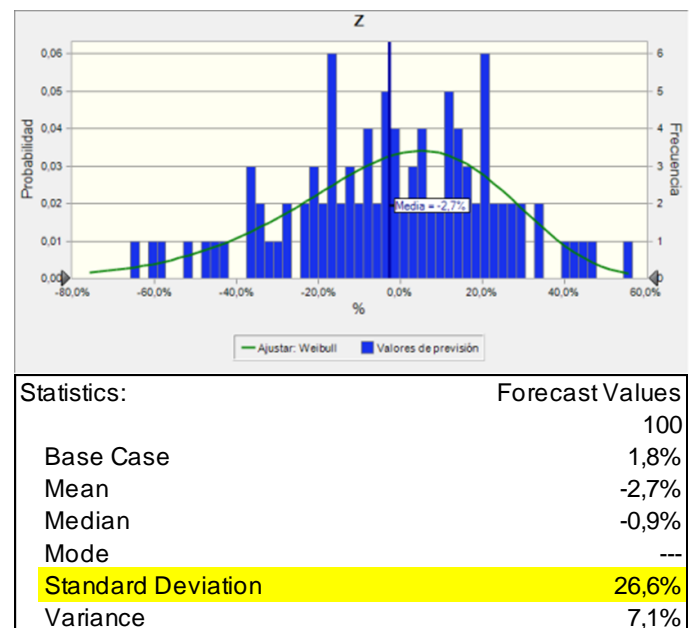 Z
0,06
0,05
0,04
0,03
0,02
0,01
0,00
Probabilidad
6
5
4
3
2
1
0
Frecuencia
Media = -2,7%
-80,0% -60,0% -40,0% -20,0% 0,0% 20,0% 40,0% 60,0%
%
Ajustar: Weibull Valores de previsión
Statistics: Forecast Values
100
Base Case 1,8%
Mean -2,7%
Median -0,9%
Mode ---
Standard Deviation 26,6%
Variance 7,1%